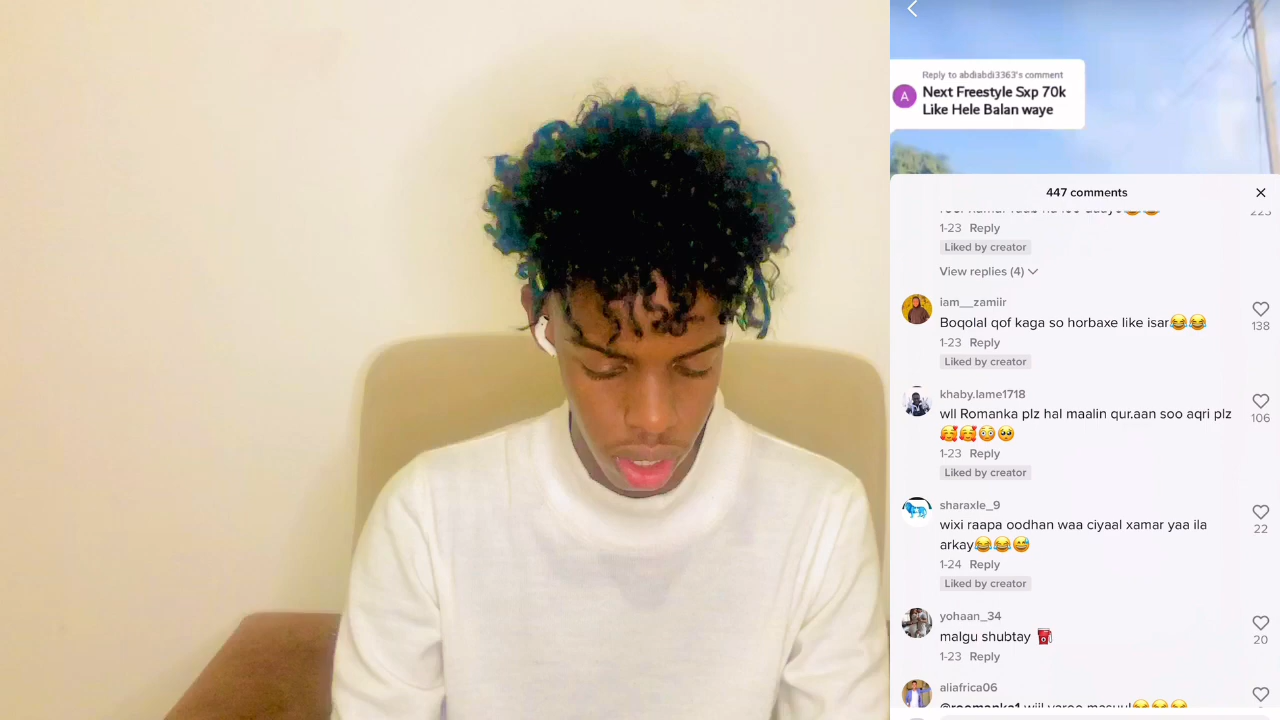 Reply to abdiabdi3363's comment
A
Next Freestyle Sxp 70k
Like Hele Balan waye
447 comments
223
1-23 Reply
Liked by creator
View replies (4)
iam__zamiir
Boqolal qof kaga so horbaxe like isar😂😂
138
1-23 Reply
Liked by creator
khaby.lame1718
wll Romanka plz hal maalin qur.aan soo aqri plz
🥰🥰😳🥺
106
1-23 Reply
Liked by creator
sharaxle_9
wixi raapa oodhan waa ciyaal xamar yaa ila
arkay😂😂😅
22
1-24 Reply
Liked by creator
yohaan_34
malgu shubtay
20
1-23 Reply
aliafrica06